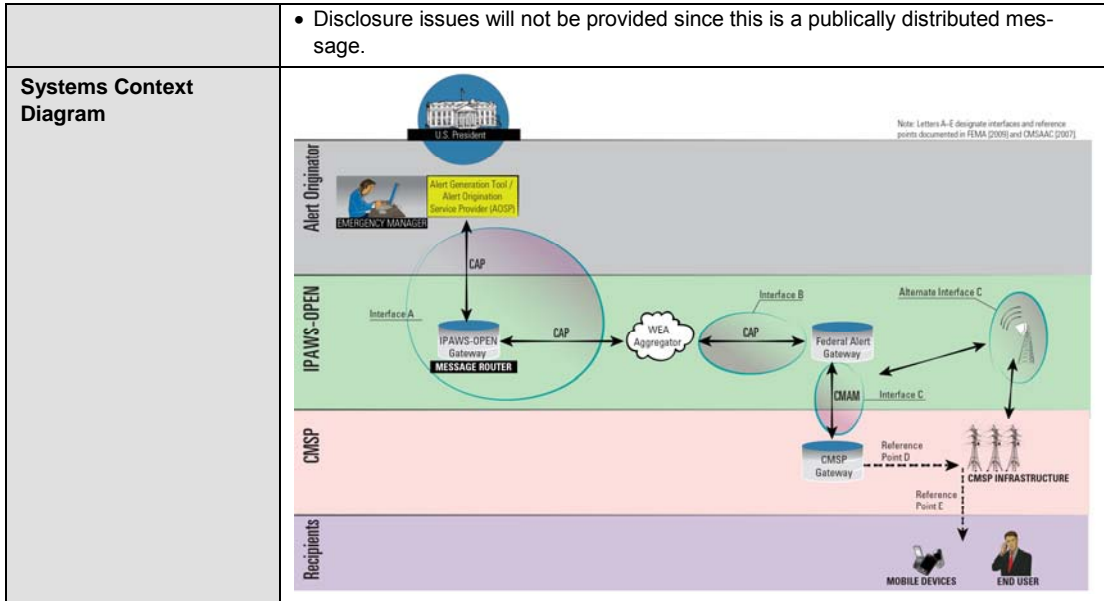 • Disclosure issues will not be provided since this is a publically distributed mes-
sage.
Systems Context
Diagram
Note: Letters A–E designate interfaces and reference
points documented in FEMA [2009] and CMSAAC [2007].
U.S. President
Alert Originator
EMERGENCY MANAGER
Alert Generation Tool /
Alert Origination
Service Provider (AOSP)
CAP
IPAWS-OPEN
Interface A
IPAWS-OPEN
Gateway
MESSAGE ROUTER
CAP
WEA
Aggregator
Interface B
CAP
Federal Alert
Gateway
Alternate Interface C
CMAM
Interface C
CMSP
CMSP
Gateway
Reference
Point D
CMSP INFRASTRUCTURE
Reference
Point E
Recipients
MOBILE DEVICES
END USER